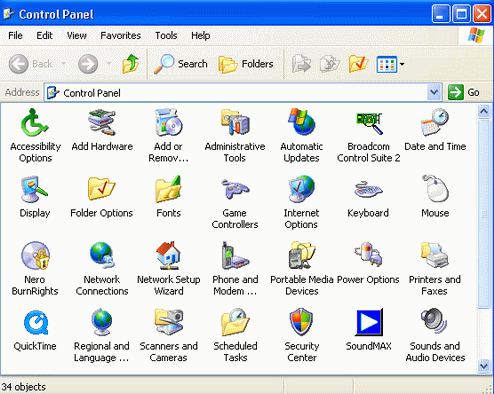 Control Panel
File Edit View Favorites Tools Help
Back Search Folders
Address Control Panel Go
Accessibility Options
Add Hardware
Add or Remov...
Administrative Tools
Automatic Updates
Broadcom Control Suite 2
Date and Time
Display
Folder Options
Fonts
Game Controllers
Internet Options
Keyboard
Mouse
Nero BurnRights
Network Connections
Network Setup Wizard
Phone and Modem ...
Portable Media Devices
Power Options
Printers and Faxes
QuickTime
Regional and Language ...
Scanners and Cameras
Scheduled Tasks
Security Center
SoundMAX
Sounds and Audio Devices
34 objects